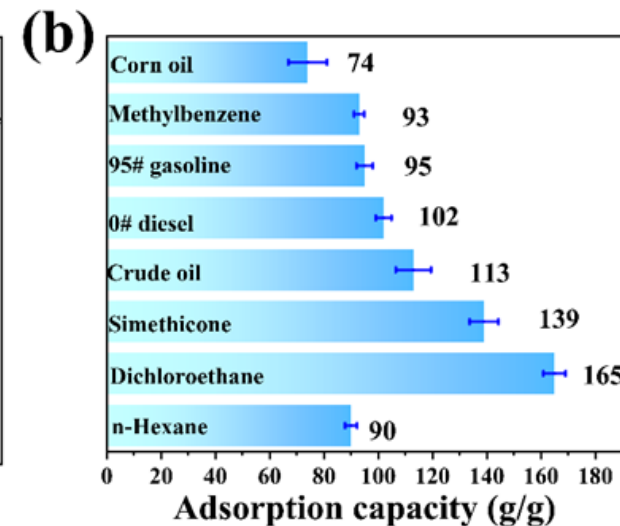 (b)
Corn oil 74
Methylbenzene 93
95# gasoline 95
0# diesel 102
Crude oil 113
Simethicone 139
Dichloroethane 165
n-Hexane 90
0 20 40 60 80 100 120 140 160 180
Adsorption capacity (g/g)